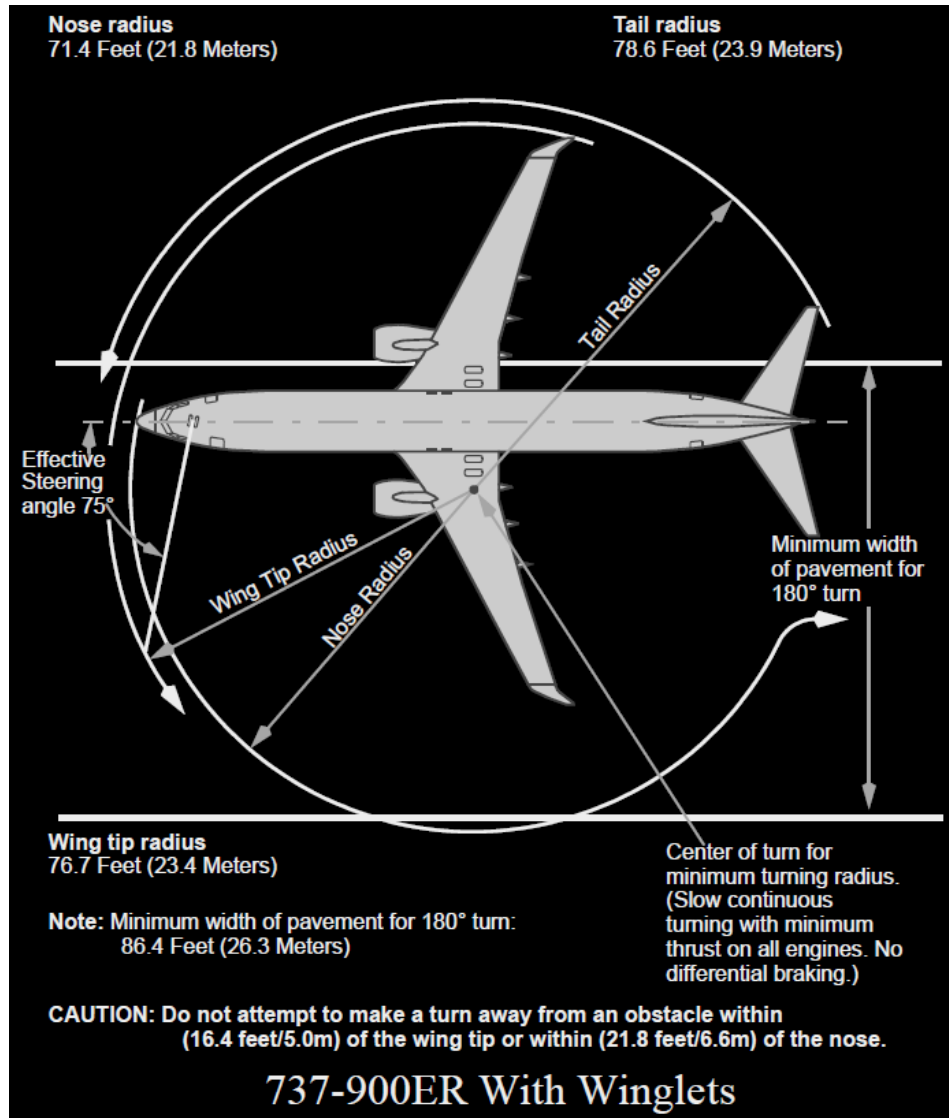 Nose radius
71.4 Feet (21.8 Meters)
Tail radius
78.6 Feet (23.9 Meters)
Tail Radius
Effective
Steering
angle 75°
Wing Tip Radius
Nose Radius
Minimum width
of pavement for
180° turn
Wing tip radius
76.7 Feet (23.4 Meters)
Center of turn for
minimum turning radius.
(Slow continuous
turning with minimum
thrust on all engines. No
differential braking.)
Note: Minimum width of pavement for 180° turn:
86.4 Feet (26.3 Meters)
CAUTION: Do not attempt to make a turn away from an obstacle within
(16.4 feet/5.0m) of the wing tip or within (21.8 feet/6.6m) of the nose.
737-900ER With Winglets